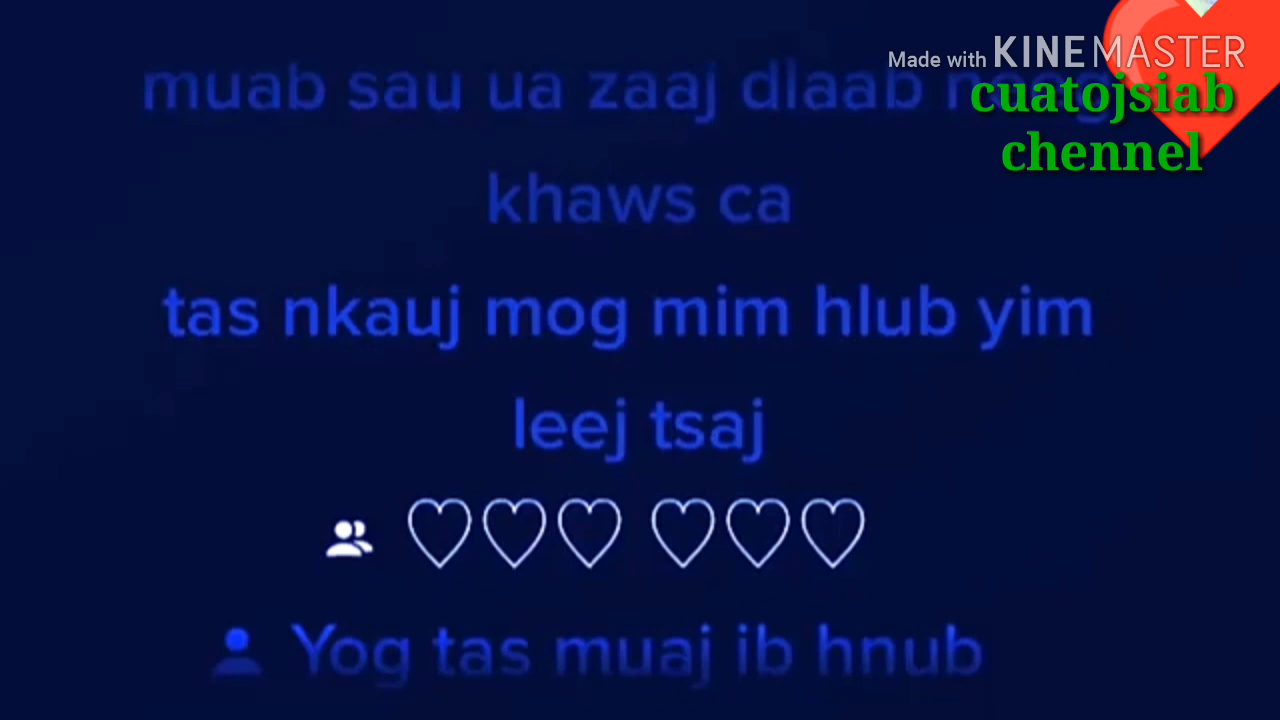 Made with KINEMASTER
cuatojsiab
chennel
muab sau ua zaaj dlaab
khaws ca
tas nkauj mog mim hlub yim
leej tsaj
♡♡♡ ♡♡♡
Yog tas muaj ib hnub